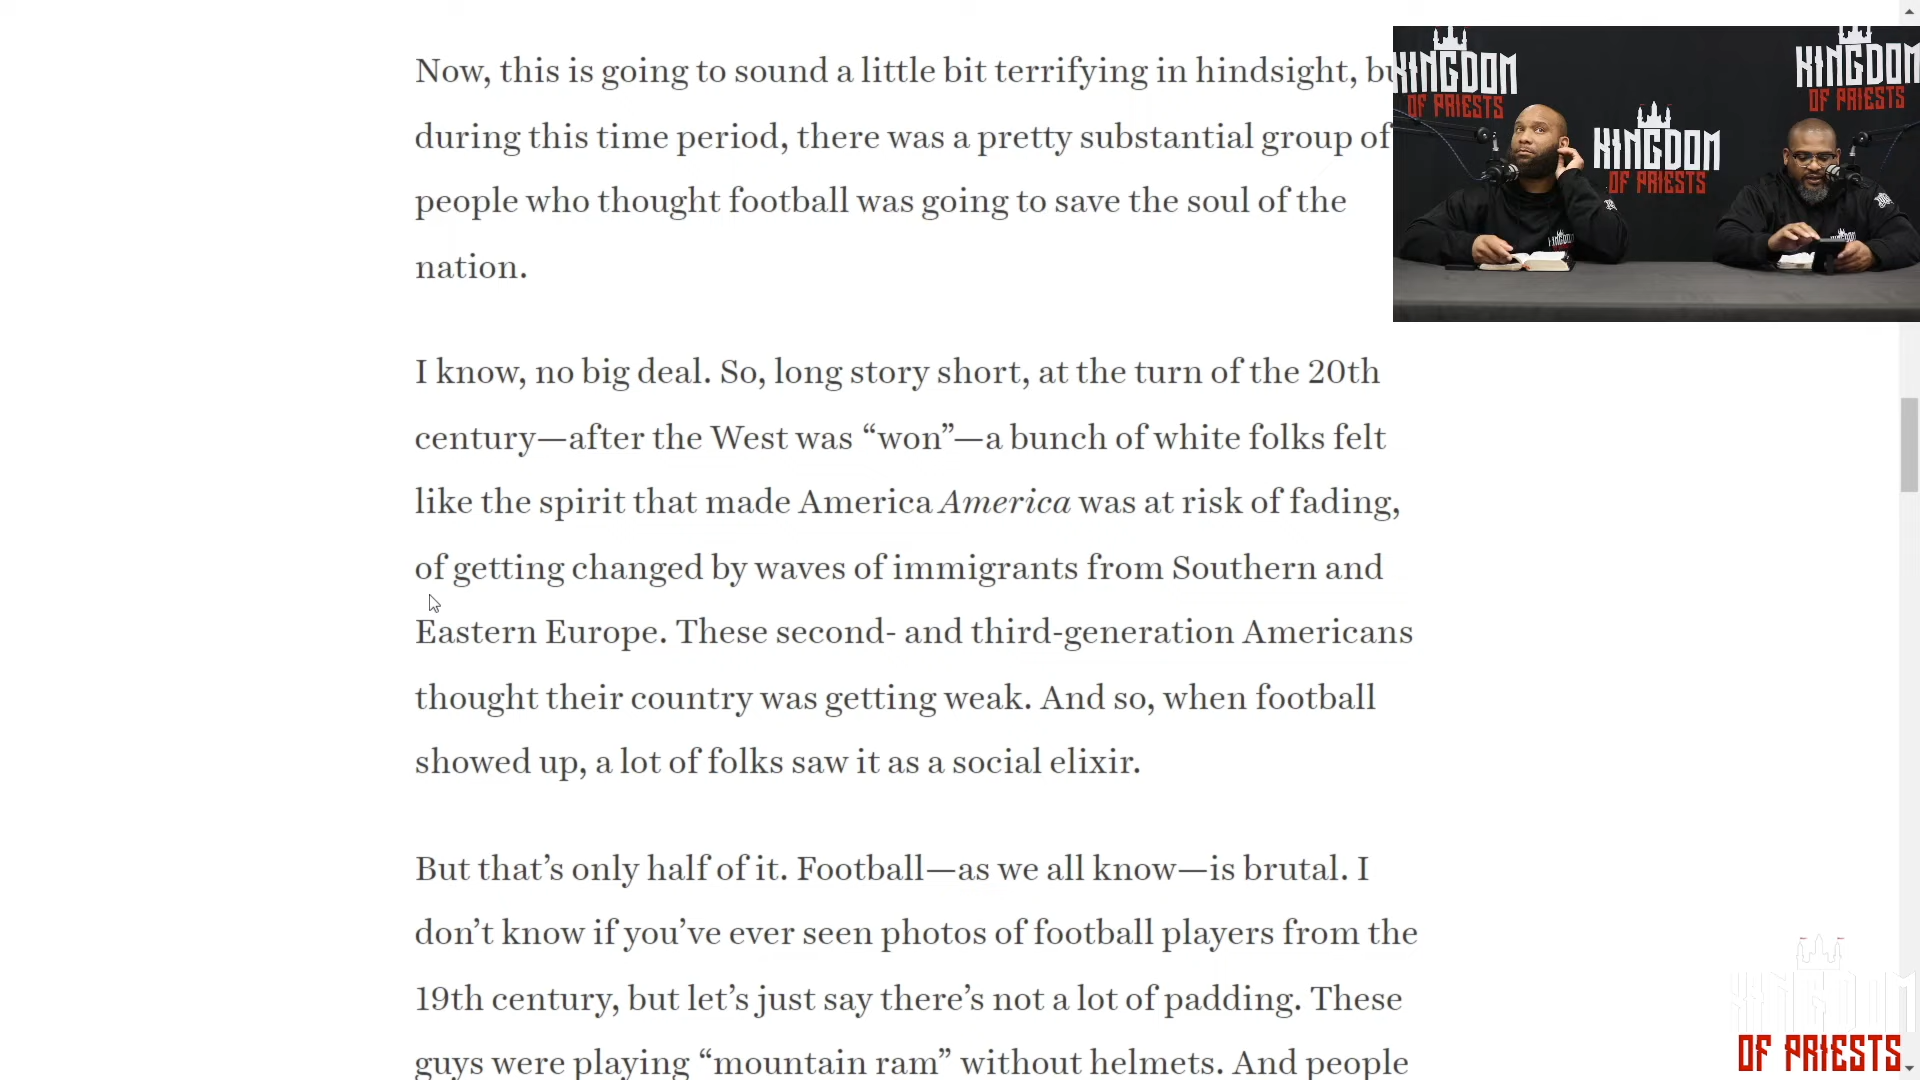 Now, this is going to sound a little bit terrifying in hindsight, bu
during this time period, there was a pretty substantial group of
people who thought football was going to save the soul of the
nation.
I know, no big deal. So, long story short, at the turn of the 20th
century—after the West was “won”—a bunch of white folks felt
like the spirit that made America America was at risk of fading,
of getting changed by waves of immigrants from Southern and
Eastern Europe. These second- and third-generation Americans
thought their country was getting weak. And so, when football
showed up, a lot of folks saw it as a social elixir.
But that’s only half of it. Football—as we all know—is brutal. I
don’t know if you’ve ever seen photos of football players from the
19th century, but let’s just say there’s not a lot of padding. These
guys were playing “mountain ram” without helmets. And people
KINGDOM
OF PRIESTS
KINGDOM
OF PRIESTS
KINGDOM
OF PRIESTS
KINGDOM
OF PRIESTS